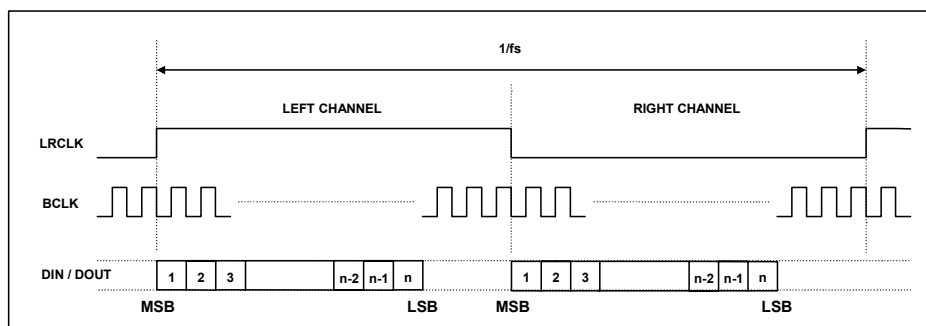 1/fs
LEFT CHANNEL RIGHT CHANNEL
LRCLK
BCLK
DIN / DOUT 1 2 3 n-2 n-1 n 1 2 3 n-2 n-1 n
MSB LSB MSB LSB